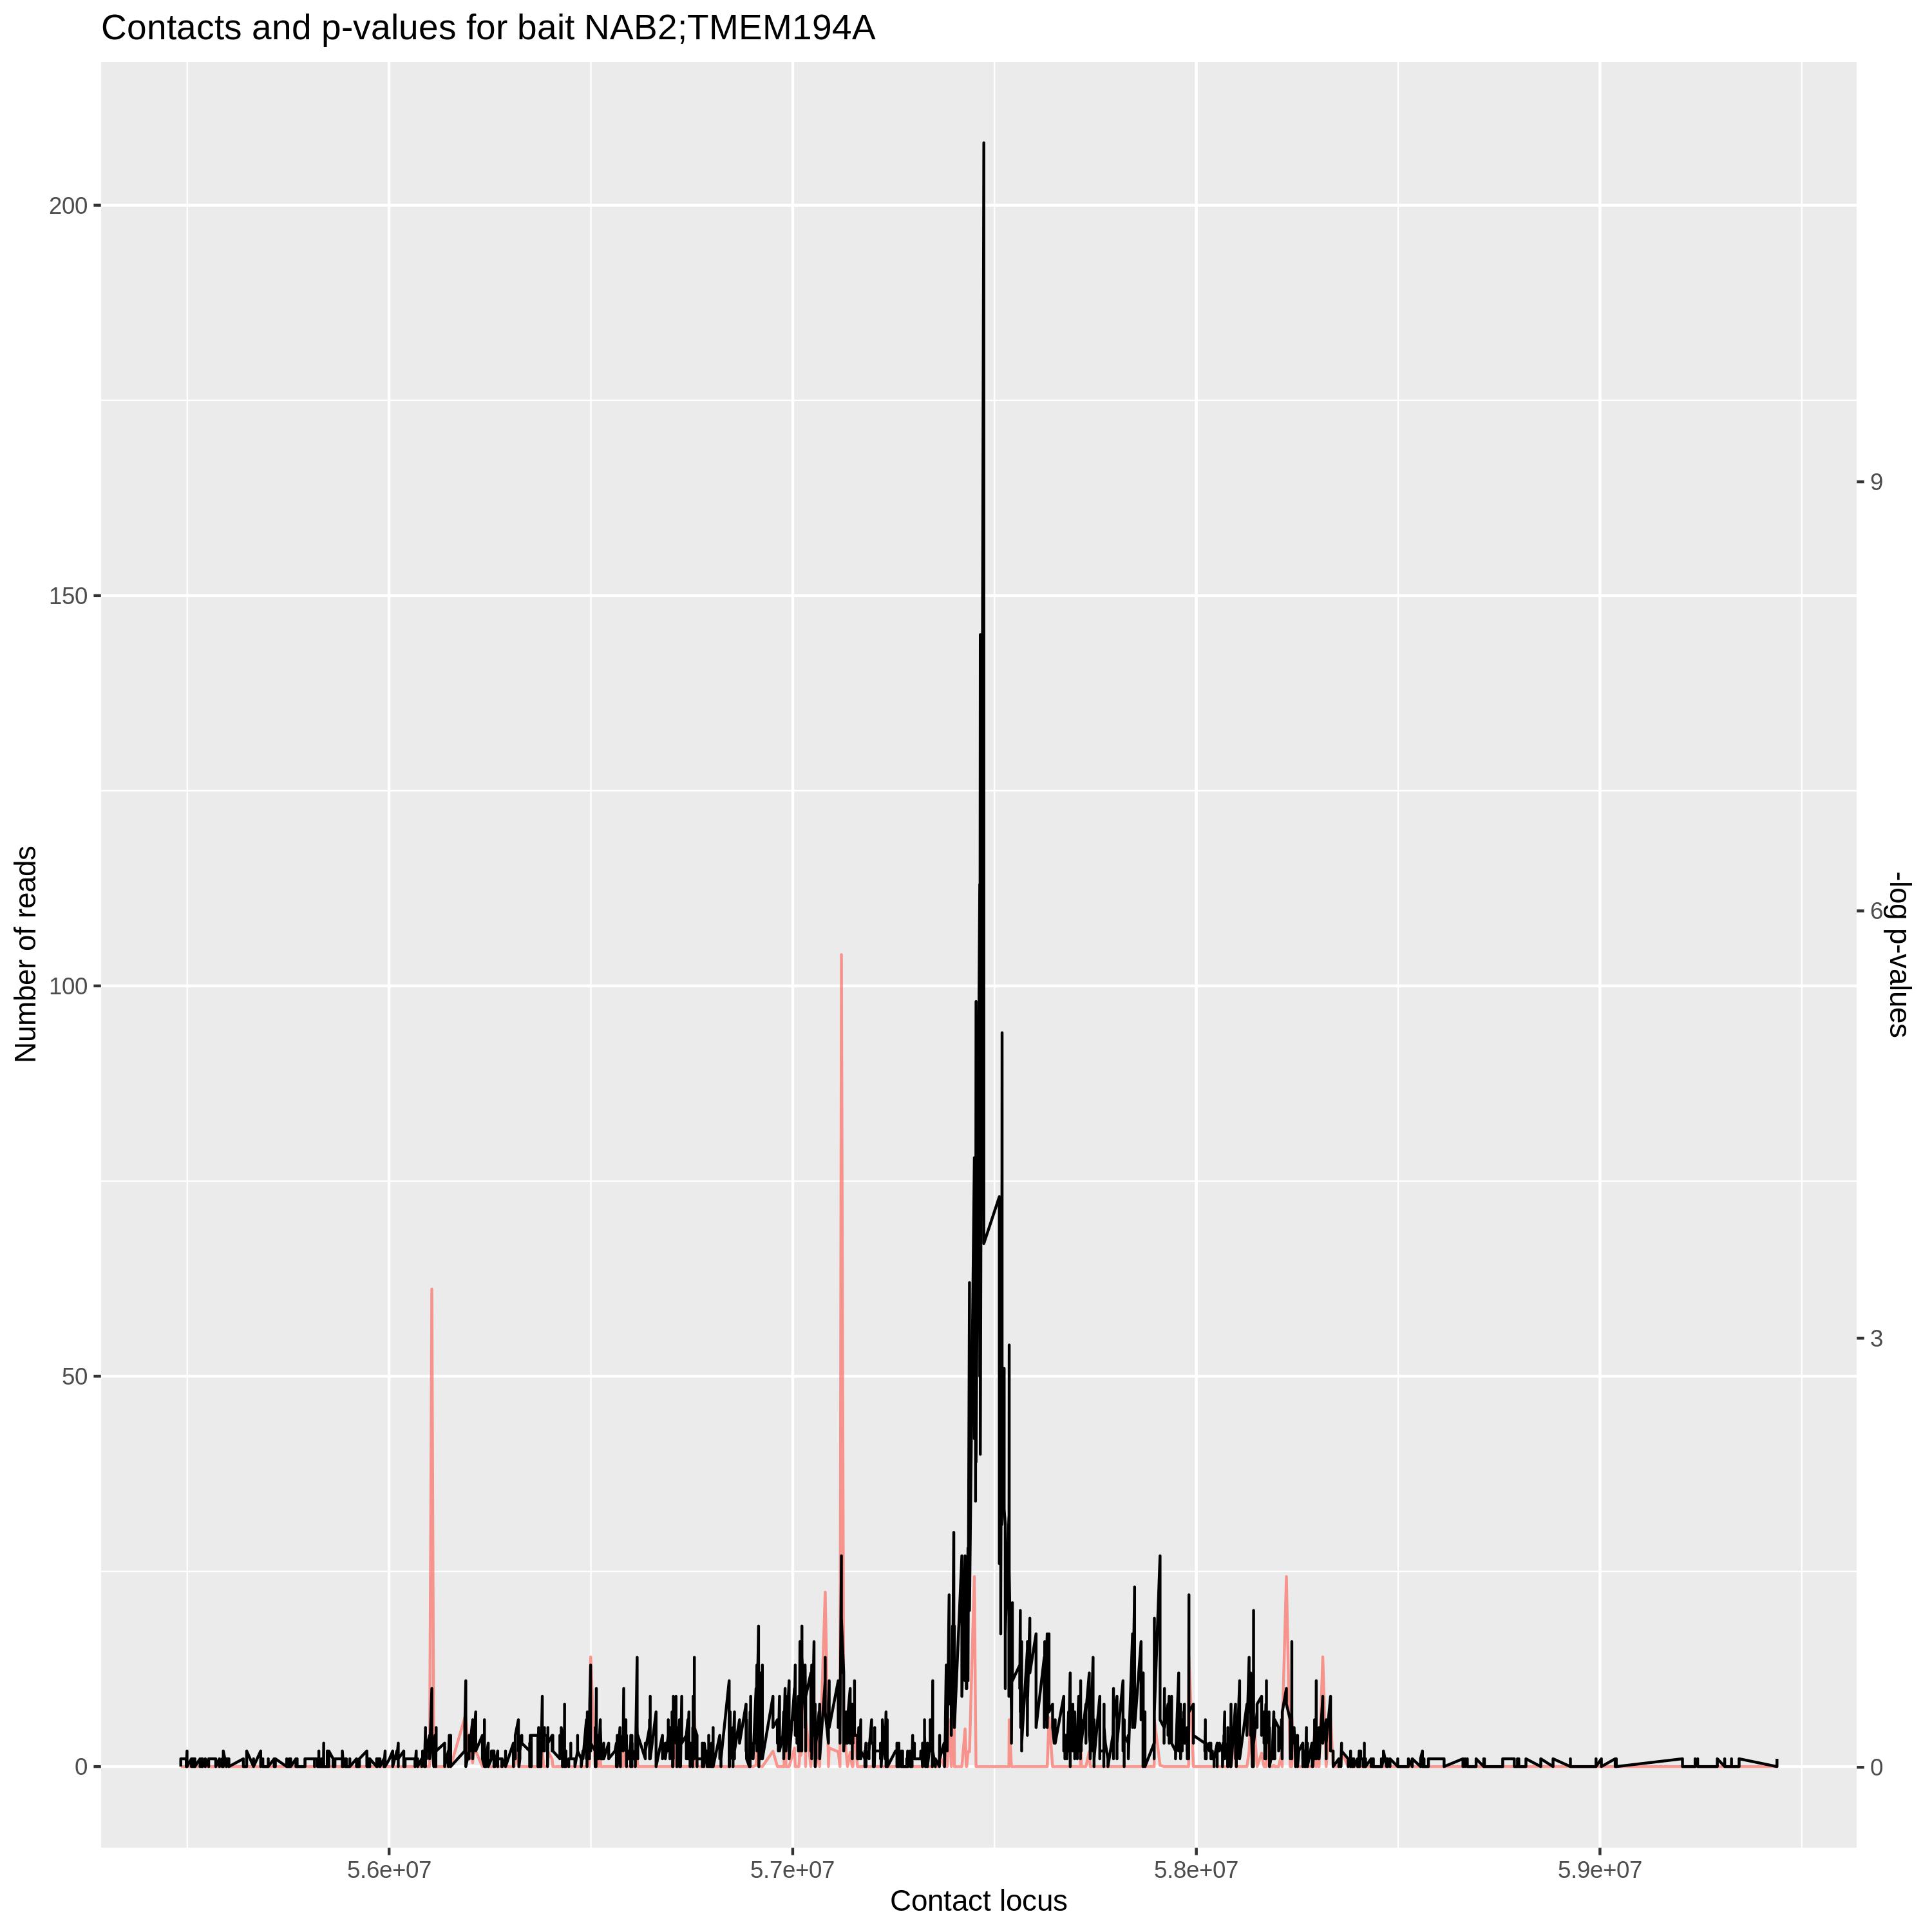 Contacts and p-values for bait NAB2;TMEM194A
200
150
100
50
0
Number of reads
9
6
3
0
-log p-values
5.6e+07
5.7e+07
5.8e+07
5.9e+07
Contact locus